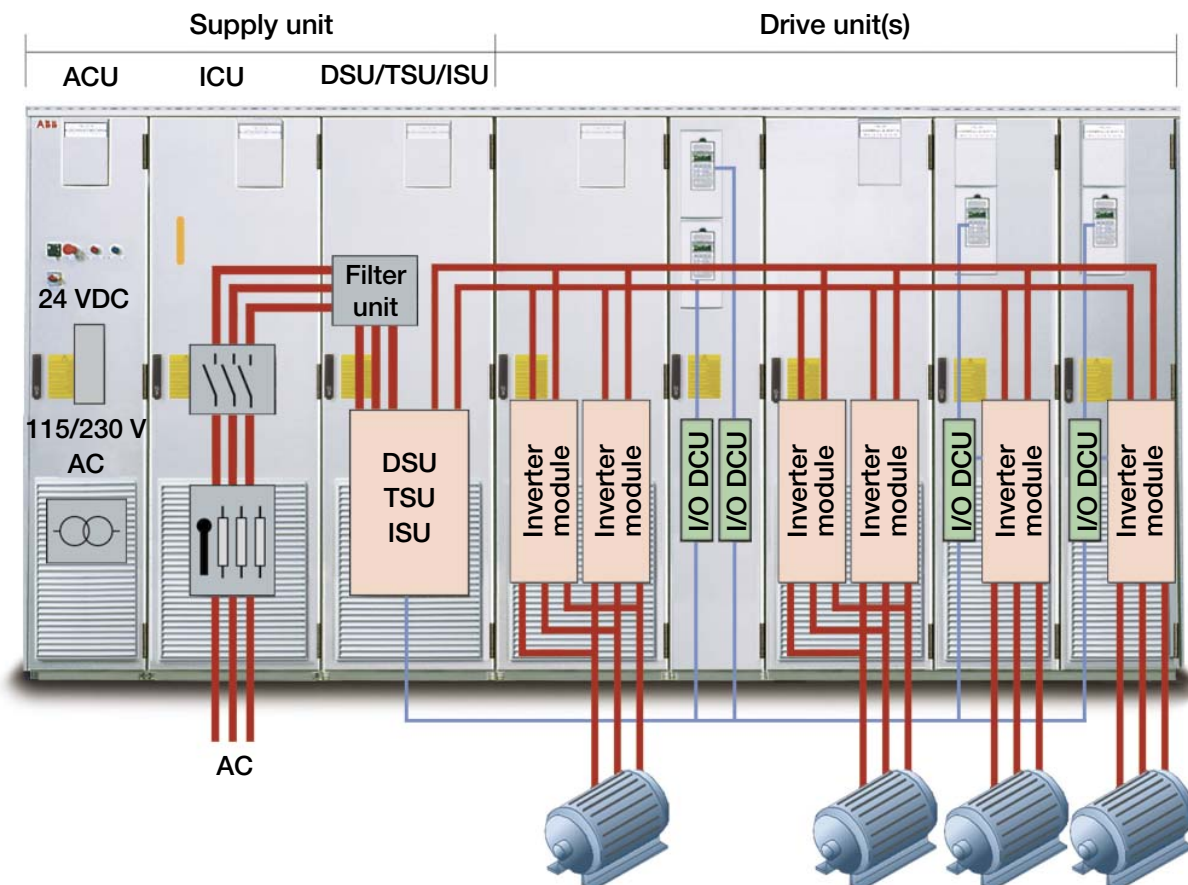 Supply unit
Drive unit(s)
ACU
ICU
DSU/TSU/ISU
ABB
24 VDC
115/230 V
AC
Filter
unit
DSU
TSU
ISU
Inverter
module
Inverter
module
I/O DCU
I/O DCU
Inverter
module
Inverter
module
I/O DCU
Inverter
module
I/O DCU
Inverter
module
AC